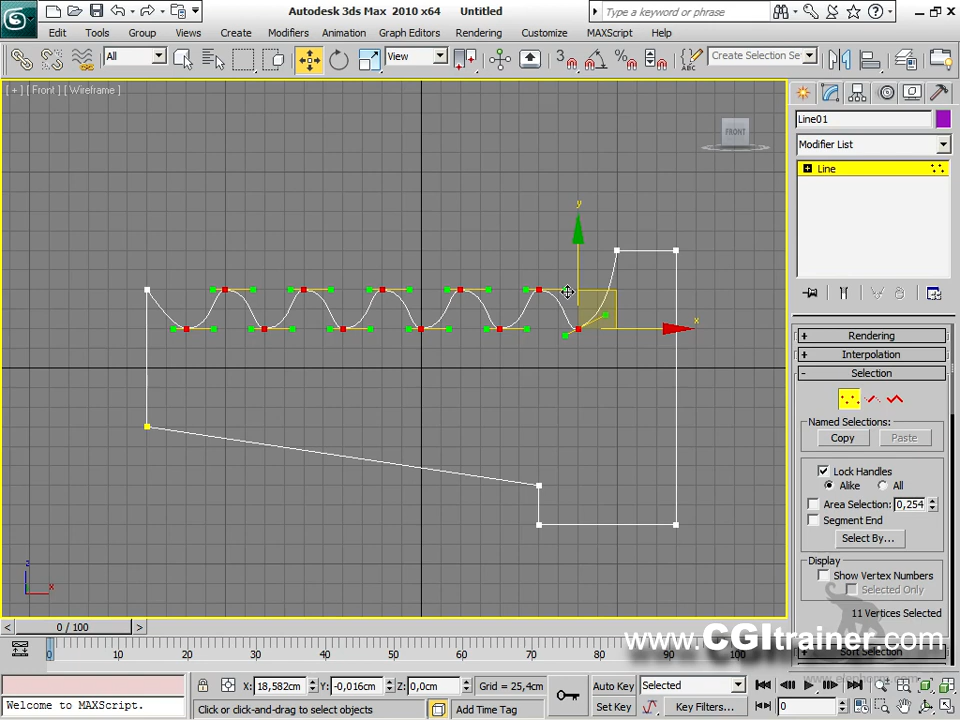 Autodesk 3ds Max 2010 x64 Untitled
Type a keyword or phrase
Edit Tools Group Views Create Modifiers Animation Graph Editors Rendering Customize MAXScript Help
All
View
3
ABC
Create Selection Se
[ + ] [ Front ] [ Wireframe ]
FRONT
Line01
Modifier List
Line
y
x
Rendering
Interpolation
Selection
Named Selections:
Copy Paste
Lock Handles
Alike All
Area Selection: 0,254
Segment End
Select By...
Display
Show Vertex Numbers
Selected Only
11 Vertices Selected
Soft Selection
z
x
0 / 100
www.CGItrainer.com
0 10 20 30 40 50 60 70 80 90 100
X: 18,582cm Y: -0,016cm Z: 0,0cm Grid = 25,4cm
Auto Key Selected
Welcome to MAXScript.
Click or click-and-drag to select objects
Add Time Tag
Set Key Key Filters...
0